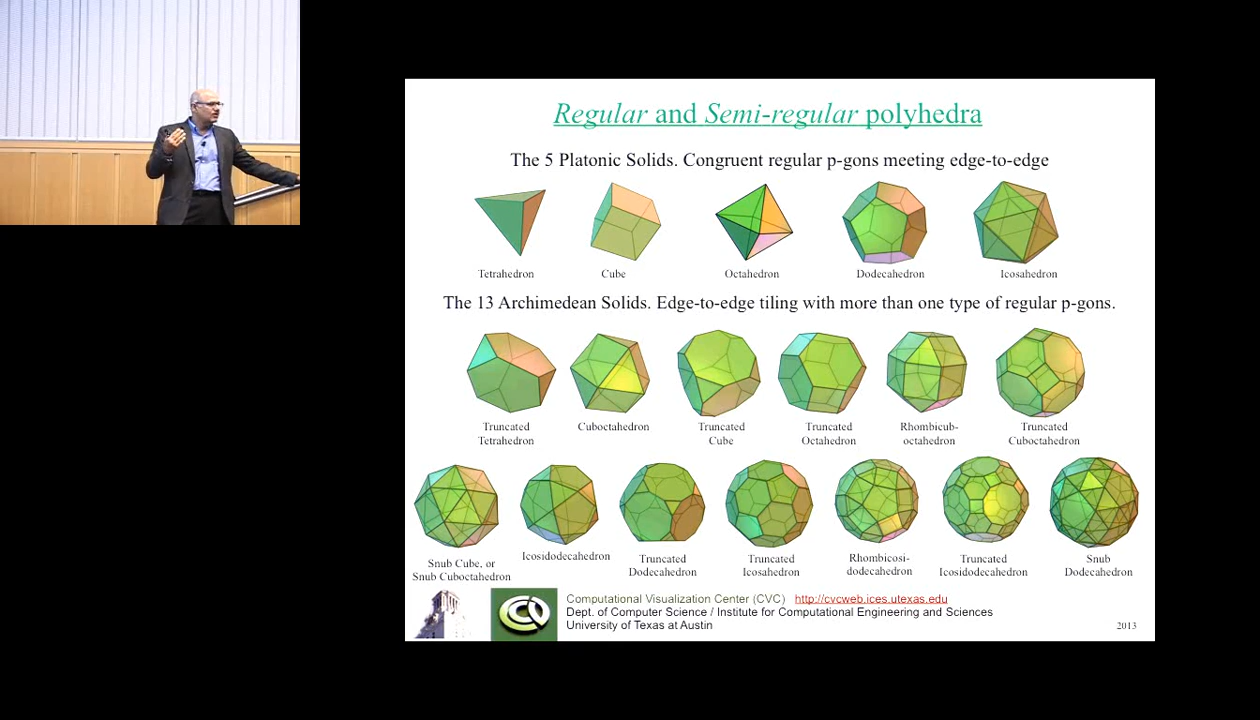 Regular and Semi-regular polyhedra
The 5 Platonic Solids. Congruent regular p-gons meeting edge-to-edge
Tetrahedron Cube Octahedron Dodecahedron Icosahedron
The 13 Archimedean Solids. Edge-to-edge tiling with more than one type of regular p-gons.
Truncated
Tetrahedron
Cuboctahedron
Truncated
Cube
Truncated
Octahedron
Rhombicub-
octahedron
Truncated
Cuboctahedron
Snub Cube, or
Snub Cuboctahedron
Icosidodecahedron
Truncated
Dodecahedron
Truncated
Icosahedron
Rhombicosi-
dodecahedron
Truncated
Icosidodecahedron
Snub
Dodecahedron
Computational Visualization Center (CVC) http://cvcweb.ices.utexas.edu
Dept. of Computer Science / Institute for Computational Engineering and Sciences
University of Texas at Austin
2013